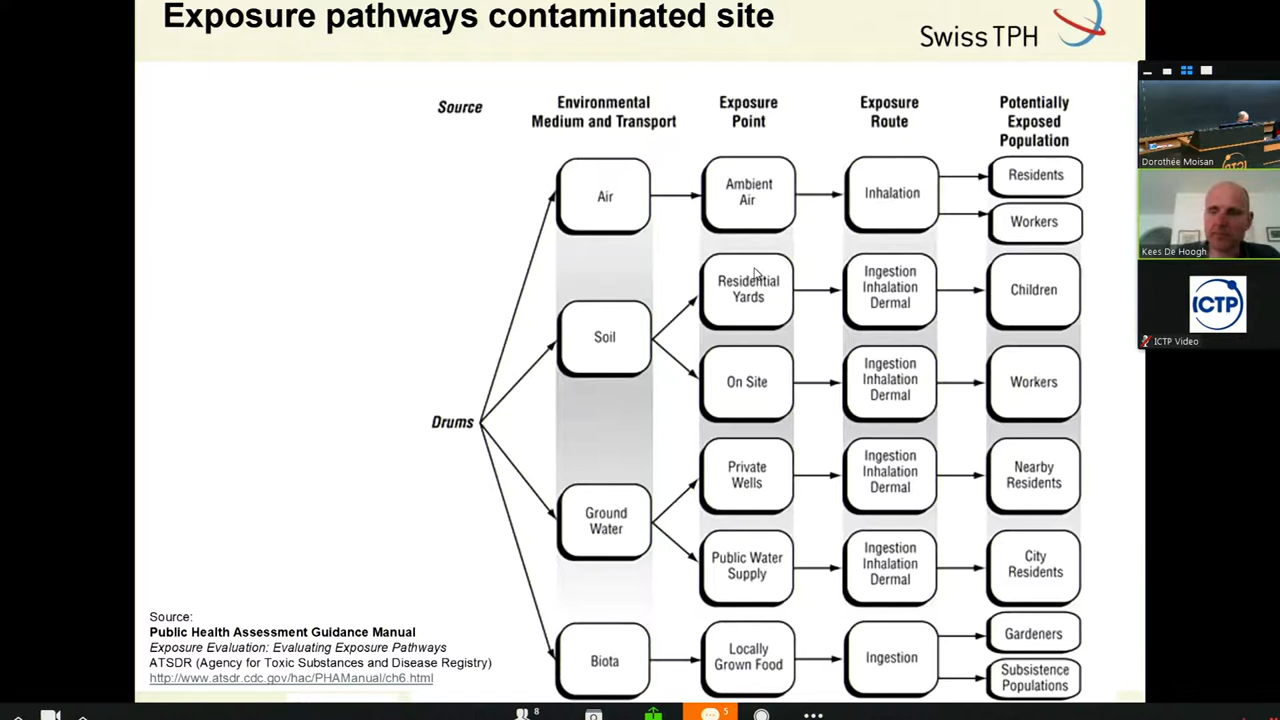 Exposure pathways contaminated site
Swiss TPH
Source
Environmental
Medium and Transport
Exposure
Point
Exposure
Route
Potentially
Exposed
Population
Air
Ambient
Air
Inhalation
Residents
Workers
Soil
Residential
Yards
Ingestion
Inhalation
Dermal
Children
On Site
Ingestion
Inhalation
Dermal
Workers
Drums
Ground
Water
Private
Wells
Ingestion
Inhalation
Dermal
Nearby
Residents
Public Water
Supply
Ingestion
Inhalation
Dermal
City
Residents
Biota
Locally
Grown Food
Ingestion
Gardeners
Subsistence
Populations
Source:
Public Health Assessment Guidance Manual
Exposure Evaluation: Evaluating Exposure Pathways
ATSDR (Agency for Toxic Substances and Disease Registry)
http://www.atsdr.cdc.gov/hac/PHAManual/ch6.html
Dorothée Moisan
Kees De Hoogh
ICTP
ICTP Video
8
5